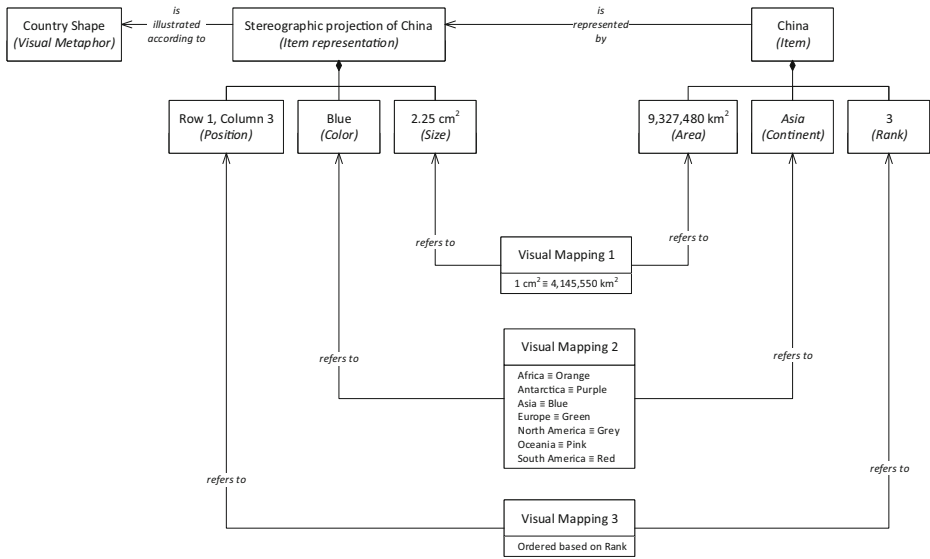 Country Shape
(Visual Metaphor)
is
illustrated
according to
Stereographic projection of China
(Item representation)
is
represented
by
China
(Item)
Row 1, Column 3
(Position)
Blue
(Color)
2.25 cm²
(Size)
9,327,480 km²
(Area)
Asia
(Continent)
3
(Rank)
refers to
refers to
Visual Mapping 1
1 cm² ≡ 4,145,550 km²
refers to
refers to
Visual Mapping 2
Africa ≡ Orange
Antarctica ≡ Purple
Asia ≡ Blue
Europe ≡ Green
North America ≡ Grey
Oceania ≡ Pink
South America ≡ Red
refers to
refers to
Visual Mapping 3
Ordered based on Rank